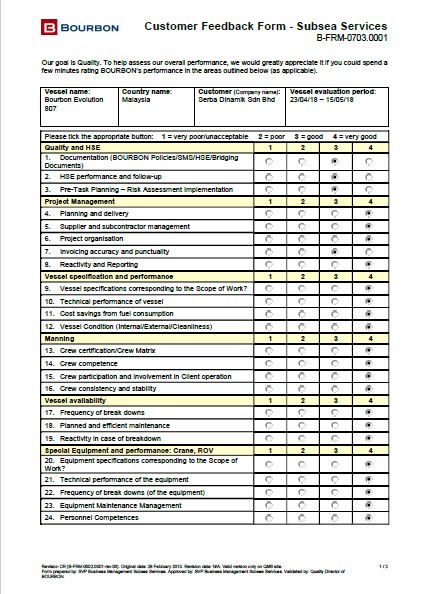 BOURBON
Customer Feedback Form - Subsea Services
B-FRM-0703.0001
Our goal is Quality. To help assess our overall performance, we would greatly appreciate it if you could spend a
few minutes rating BOURBON's performance in the areas outlined below (as applicable).
Vessel name: Country name: Customer (Company name): Vessel evaluation period:
Bourbon Evolution Malaysia Serba Dinamik Sdn Bhd 23/04/18 – 15/05/18
807
Please tick the appropriate button: 1 = very poor/unacceptable 2 = poor 3 = good 4 = very good
Quality and HSE 1 2 3 4
1. Documentation (BOURBON Policies/SMS/HSE/Bridging
Documents)
2. HSE performance and follow-up
3. Pre-Task Planning – Risk Assessment Implementation
Project Management 1 2 3 4
4. Planning and delivery
5. Supplier and subcontractor management
6. Project organisation
7. Invoicing accuracy and punctuality
8. Reactivity and Reporting
Vessel specification and performance 1 2 3 4
9. Vessel specifications corresponding to the Scope of Work?
10. Technical performance of vessel
11. Cost savings from fuel consumption
12. Vessel Condition (Internal/External/Cleanliness)
Manning 1 2 3 4
13. Crew certification/Crew Matrix
14. Crew competence
15. Crew participation and involvement in Client operation
16. Crew consistency and stability
Vessel availability 1 2 3 4
17. Frequency of break downs
18. Planned and efficient maintenance
19. Reactivity in case of breakdown
Special Equipment and performance: Crane, ROV 1 2 3 4
20. Equipment specifications corresponding to the Scope of
Work?
21. Technical performance of the equipment
22. Frequency of break downs (of the equipment)
23. Equipment Maintenance Management
24. Personnel Competences
Revision CR (B-FRM-0503.0001-rev.00). Original date: 28 February 2013. Revision date: N/A. Valid version only on QMS site. 1 / 2
Form prepared by: SVP Business Management Subsea Services. Approved by: SVP Business Management Subsea Services. Validated by: Quality Director of
BOURBON